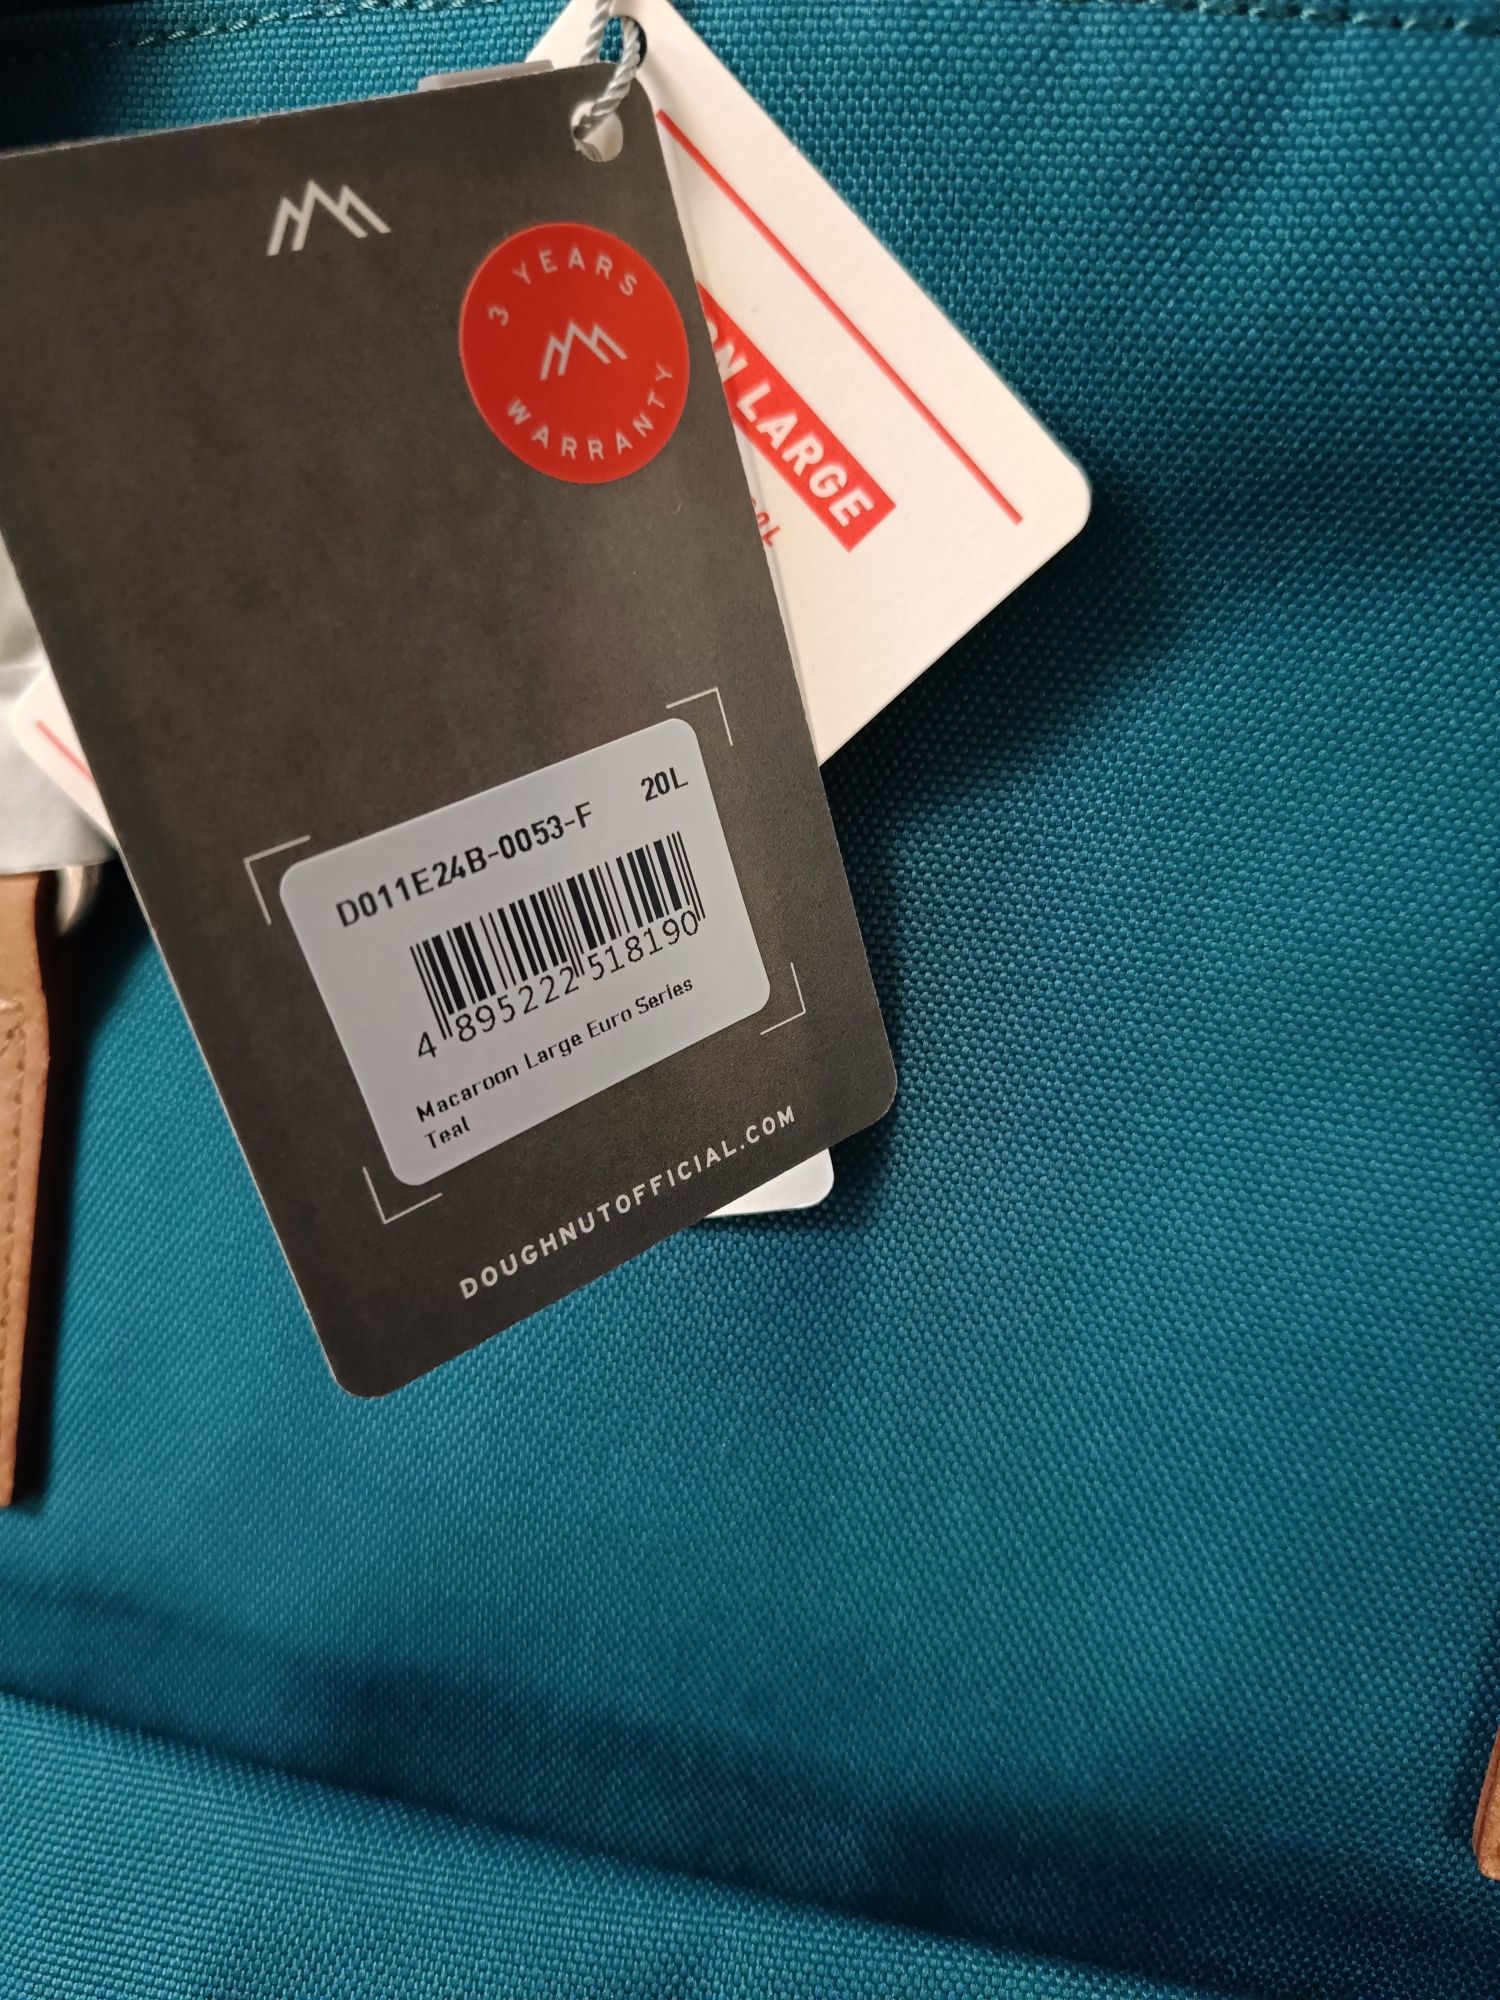 3 YEARS
WARRANTY
LARGE
D011E24B-0053-F 20L
4 895222 518190
Macaroon Large Euro Series
Teal
DOUGHNUTOFFICIAL.COM